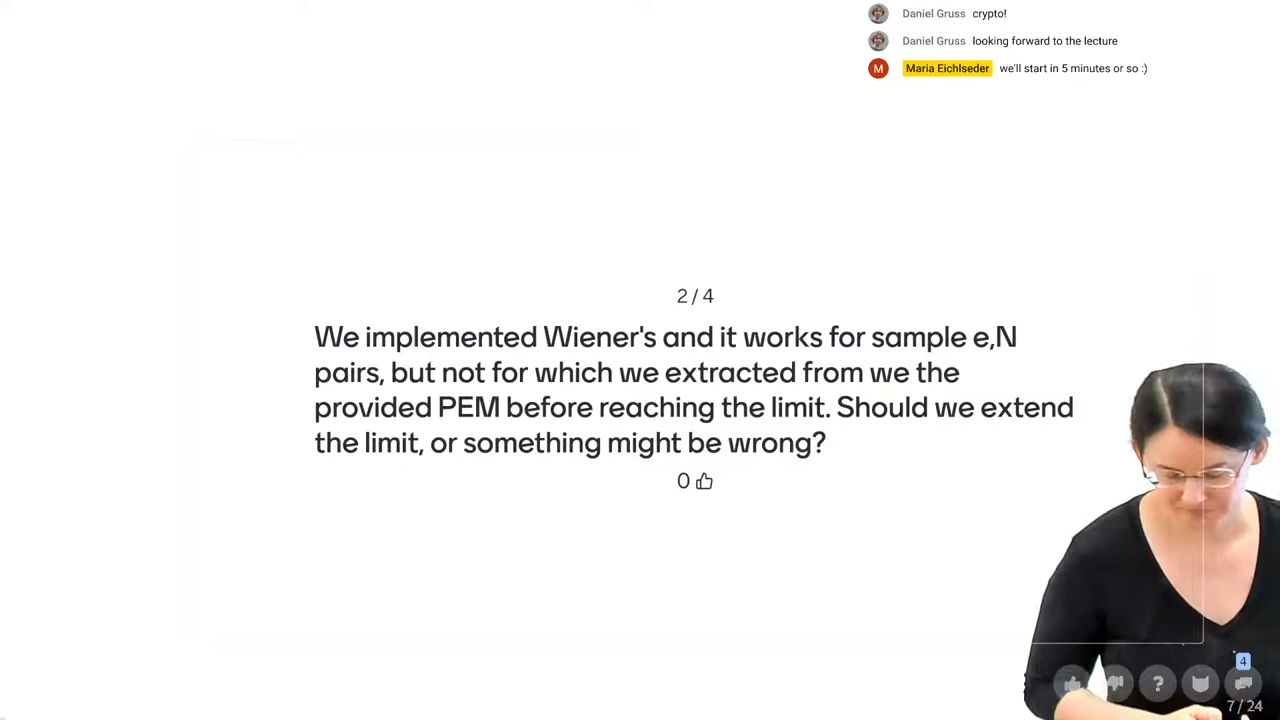 Daniel Gruss crypto!
Daniel Gruss looking forward to the lecture
M Maria Eichlseder we'll start in 5 minutes or so :)
2 / 4
We implemented Wiener's and it works for sample e,N
pairs, but not for which we extracted from we the
provided PEM before reaching the limit. Should we extend
the limit, or something might be wrong?
0
4
?
7 / 24